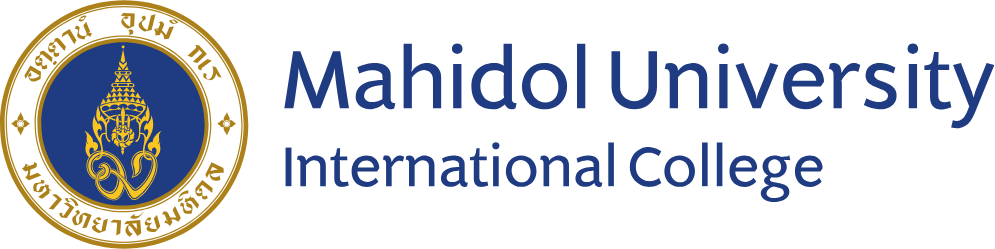 อตฺตานํ อุปมํ กเร
มหาวิทยาลัยมหิดล
Mahidol University
International College